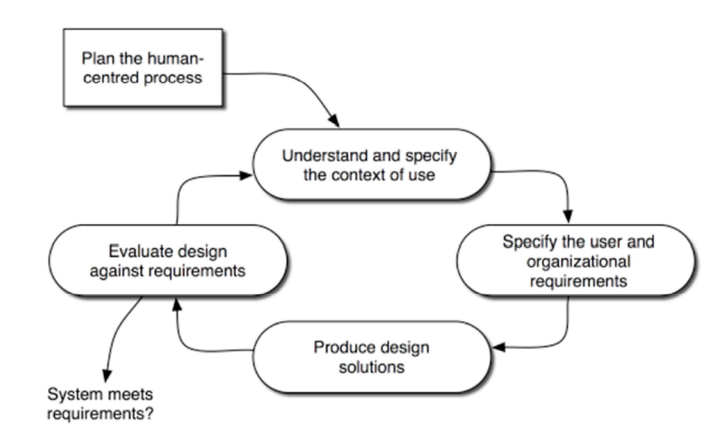 Plan the human-
centred process
Understand and specify
the context of use
Specify the user and
organizational
requirements
Produce design
solutions
Evaluate design
against requirements
System meets
requirements?